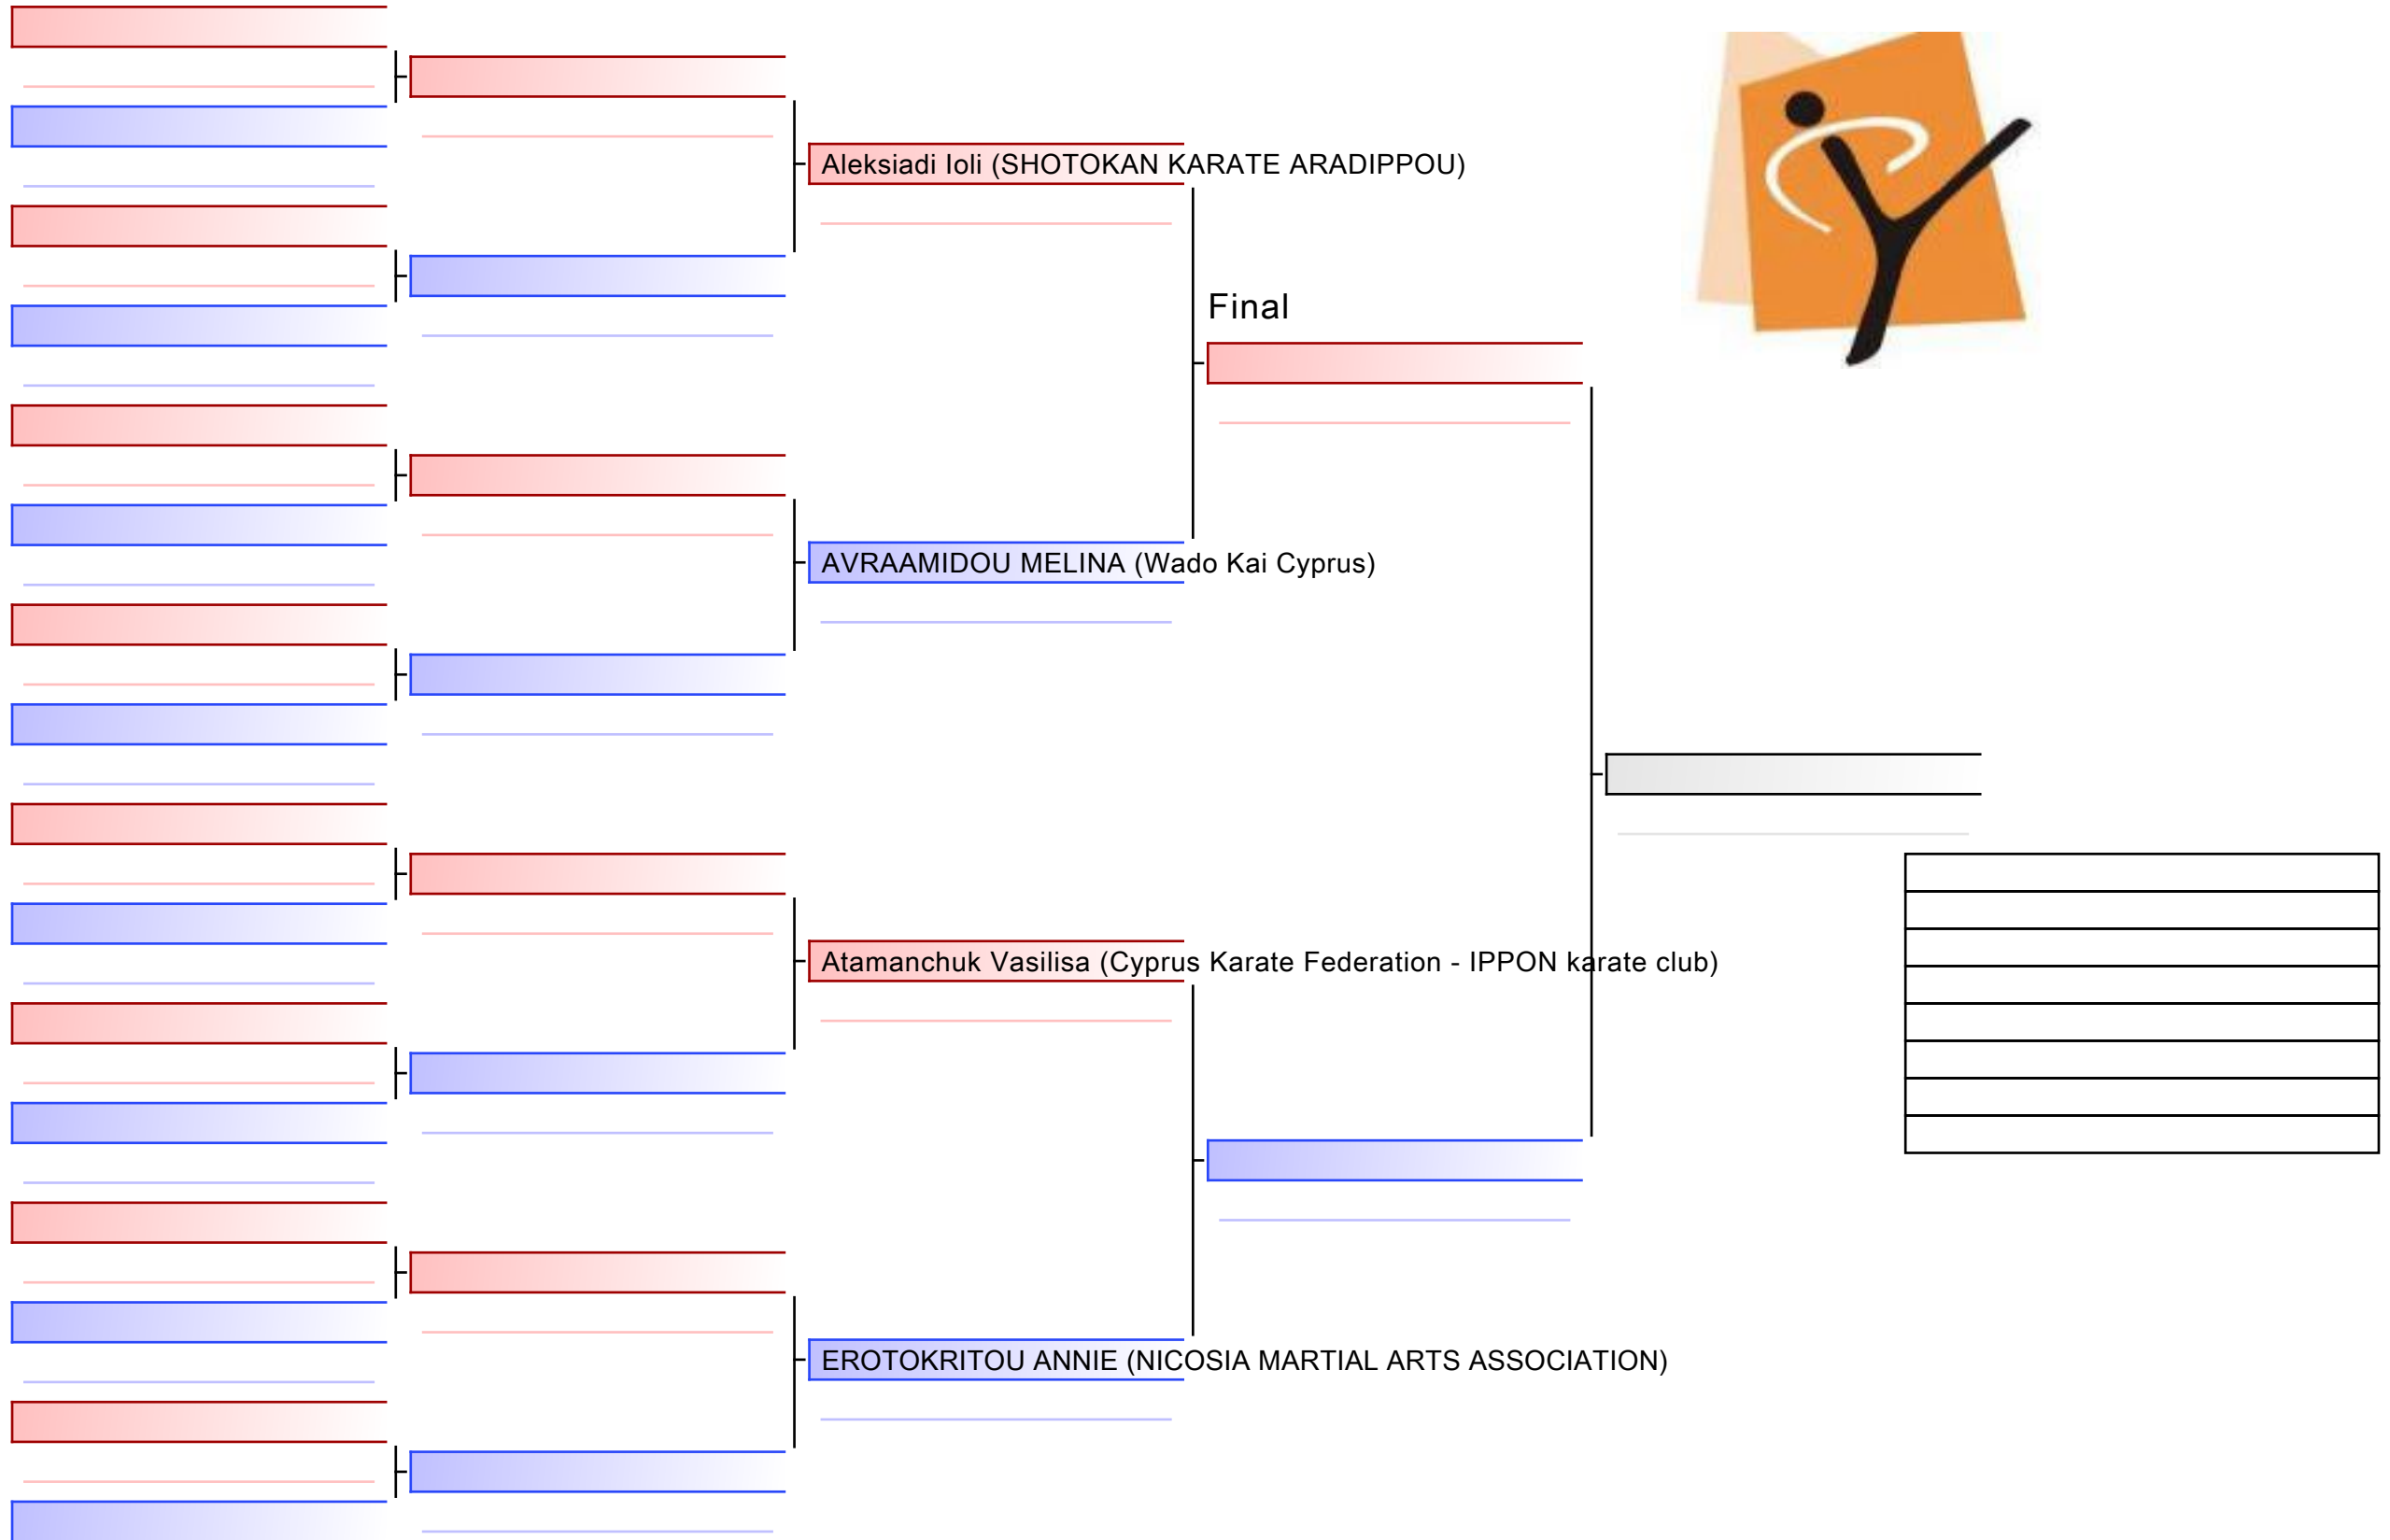 Aleksiadi Ioli (SHOTOKAN KARATE ARADIPPOU)
Final
AVRAAMIDOU MELINA (Wado Kai Cyprus)
Atamanchuk Vasilisa (Cyprus Karate Federation - IPPON karate club)
EROTOKRITOU ANNIE (NICOSIA MARTIAL ARTS ASSOCIATION)